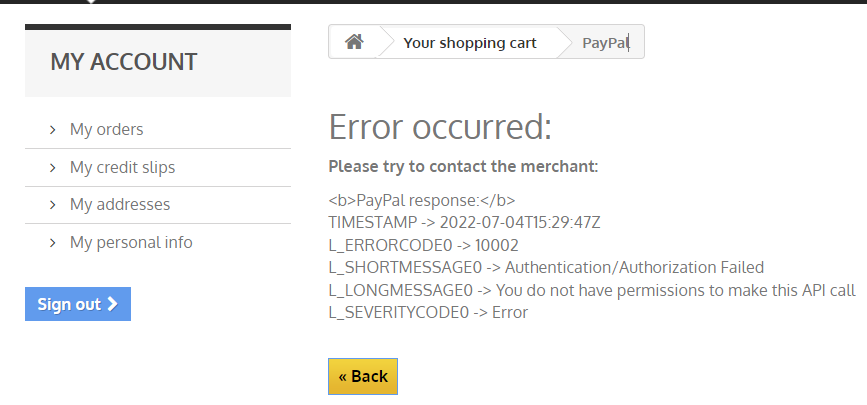 MY ACCOUNT
My orders
My credit slips
My addresses
My personal info
Sign out
Your shopping cart
PayPal
Error occurred:
Please try to contact the merchant:
<b>PayPal response:</b>
TIMESTAMP -> 2022-07-04T15:29:47Z
L_ERRORCODE0 -> 10002
L_SHORTMESSAGE0 -> Authentication/Authorization Failed
L_LONGMESSAGE0 -> You do not have permissions to make this API call
L_SEVERITYCODE0 -> Error
« Back